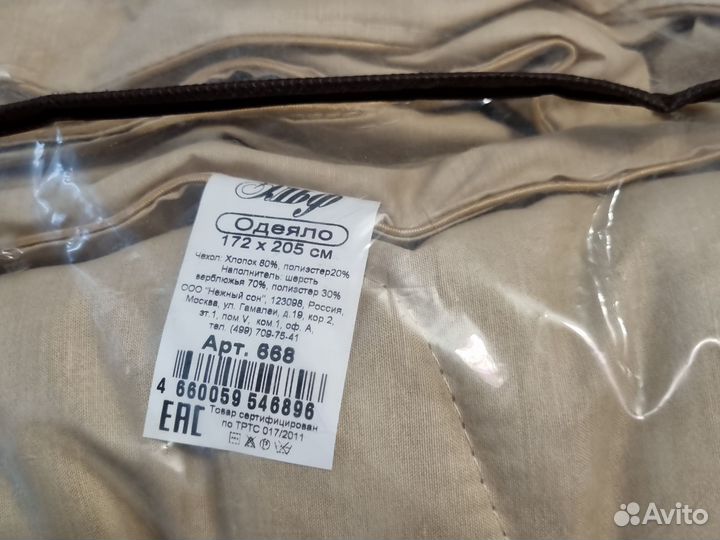 Эльф
Одеяло
172 х 205 см
Чехол: Хлопок 80%, полиэстер20%
Наполнитель: шерсть
верблюжья 70%, полиэстер 30%
ООО "Нежный сон", 123098, Россия,
Москва, ул. Гамалеи, д.19, кор 2,
эт.1, пом V, ком 1, оф. А,
тел. (499) 709-75-41
Арт. 668
4 660059 546896
ЕАС
Товар сертифицирован
по ТРТС 017/2011
Avito